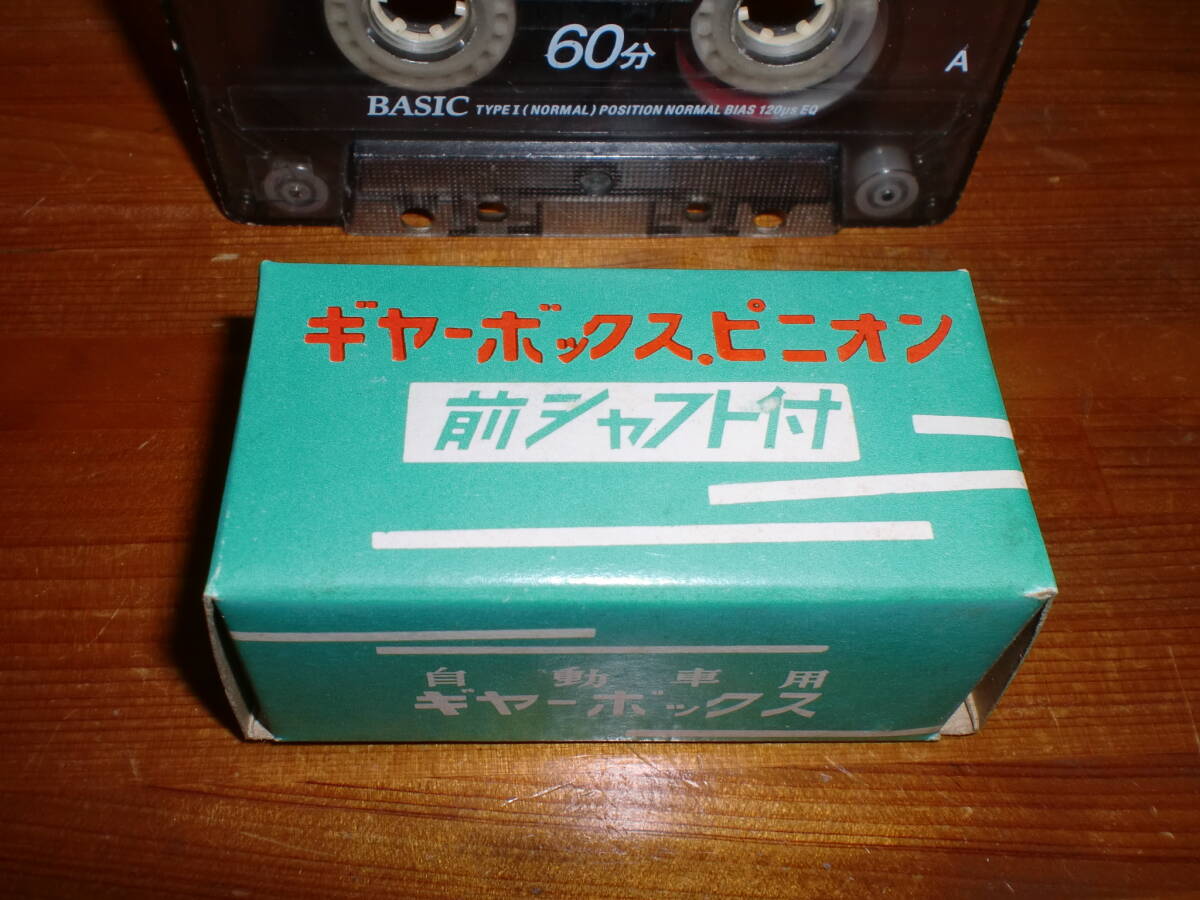 60分
A
BASIC TYPE I (NORMAL) POSITION NORMAL BIAS 120μs EQ
ギヤーボックス.ピニオン
前シャフト付
自動車用
ギヤーボックス